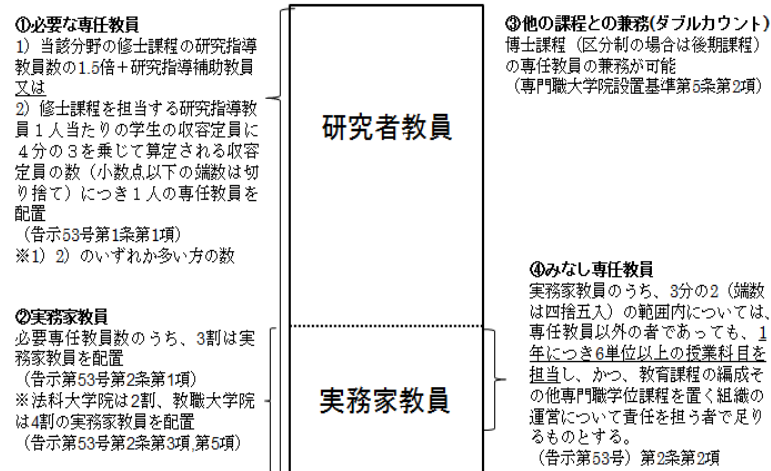 ①必要な専任教員
1）当該分野の修士課程の研究指導
教員数の1.5倍＋研究指導補助教員
又は
2）修士課程を担当する研究指導教
員１人当たりの学生の収容定員に
４分の３を乗じて算定される収容
定員の数（小数点以下の端数は切
り捨て）につき１人の専任教員を
配置
（告示53号第1条第1項）
※1）2）のいずれか多い方の数
②実務家教員
必要専任教員数のうち、3割は実
務家教員を配置
（告示第53号第2条第1項）
※法科大学院は2割、教職大学院
は4割の実務家教員を配置
（告示第53号第2条第3項,第5項）
研究者教員
実務家教員
③他の課程との兼務(ダブルカウント)
博士課程（区分制の場合は後期課程）
の専任教員の兼務が可能
（専門職大学院設置基準第5条第2項）
④みなし専任教員
実務家教員のうち、3分の2（端数
は四捨五入）の範囲内については、
専任教員以外の者であっても、1
年につき6単位以上の授業科目を
担当し、かつ、教育課程の編成そ
の他専門職学位課程を置く組織の
運営について責任を担う者で足り
るものとする。
（告示第53号）第2条第2項